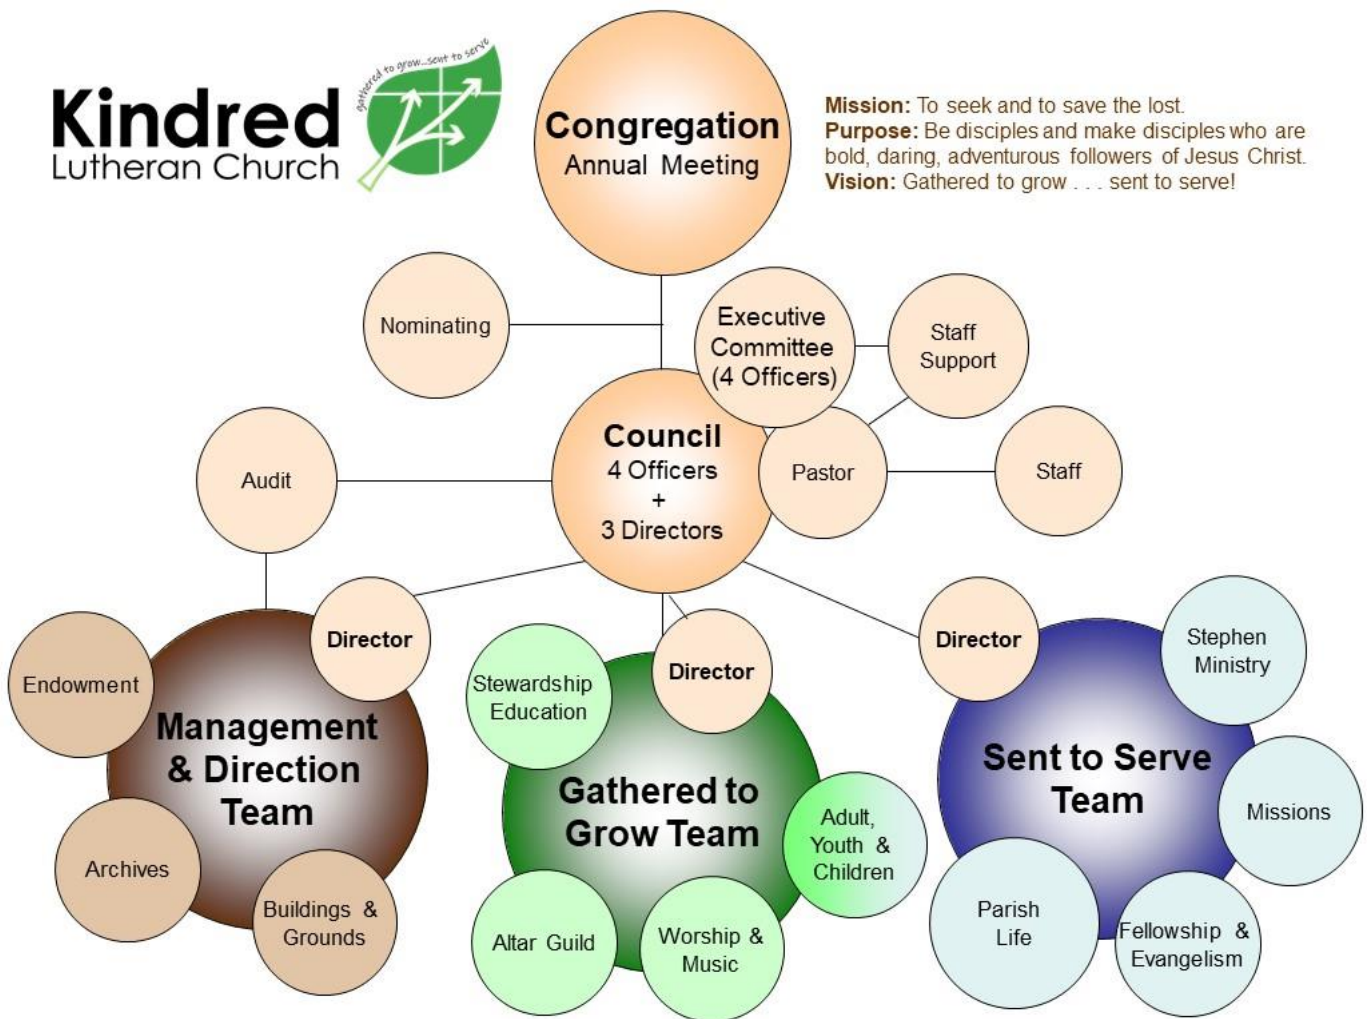 Kindred
Lutheran Church
gathered to grow...sent to serve
Congregation
Annual Meeting
Mission: To seek and to save the lost.
Purpose: Be disciples and make disciples who are
bold, daring, adventurous followers of Jesus Christ.
Vision: Gathered to grow . . . sent to serve!
Nominating
Executive
Committee
(4 Officers)
Staff
Support
Audit
Council
4 Officers
+
3 Directors
Pastor
Staff
Director
Director
Director
Endowment
Management
& Direction
Team
Archives
Buildings &
Grounds
Stewardship
Education
Gathered to
Grow Team
Adult,
Youth &
Children
Altar Guild
Worship &
Music
Stephen
Ministry
Sent to Serve
Team
Missions
Parish
Life
Fellowship &
Evangelism